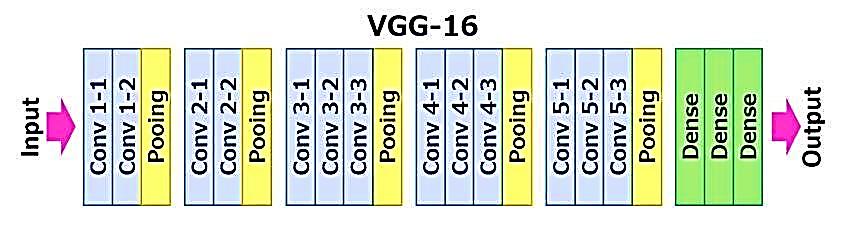 VGG-16
Input
Conv 1-1
Conv 1-2
Pooing
Conv 2-1
Conv 2-2
Pooing
Conv 3-1
Conv 3-2
Conv 3-3
Pooing
Conv 4-1
Conv 4-2
Conv 4-3
Pooing
Conv 5-1
Conv 5-2
Conv 5-3
Pooing
Dense
Dense
Dense
Output